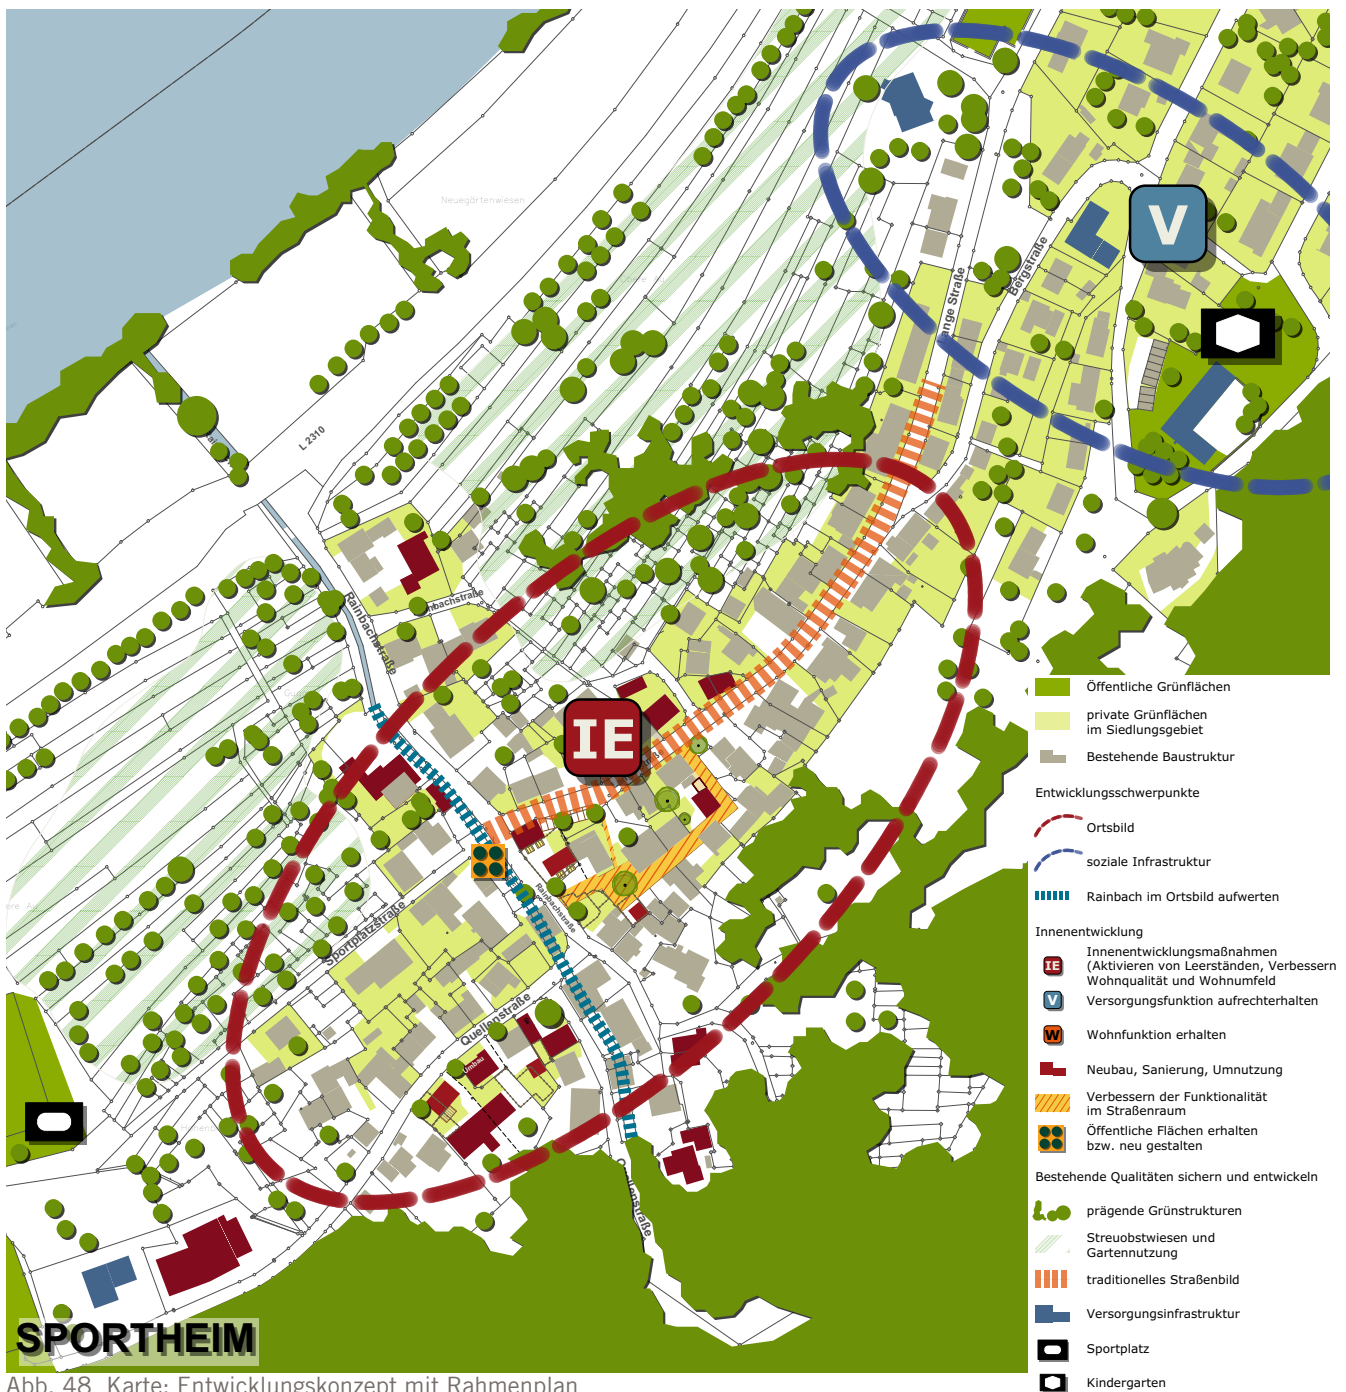 Neuegärtenwiesen
V
Lange Straße
Bergstraße
L 2310
Rainbachstraße
IE
Rainbachstraße
Sportplatzstraße
Quellenstraße
Umbau
Quellenstraße
SPORTHEIM
Öffentliche Grünflächen
private Grünflächen
im Siedlungsgebiet
Bestehende Baustruktur
Entwicklungsschwerpunkte
Ortsbild
soziale Infrastruktur
Rainbach im Ortsbild aufwerten
Innenentwicklung
IE
Innenentwicklungsmaßnahmen
(Aktivieren von Leerständen, Verbessern
Wohnqualität und Wohnumfeld
V
Versorgungsfunktion aufrechterhalten
W
Wohnfunktion erhalten
Neubau, Sanierung, Umnutzung
Verbessern der Funktionalität
im Straßenraum
Öffentliche Flächen erhalten
bzw. neu gestalten
Bestehende Qualitäten sichern und entwickeln
prägende Grünstrukturen
Streuobstwiesen und
Gartennutzung
traditionelles Straßenbild
Versorgungsinfrastruktur
Sportplatz
Kindergarten
Abb. 48 Karte: Entwicklungskonzept mit Rahmenplan